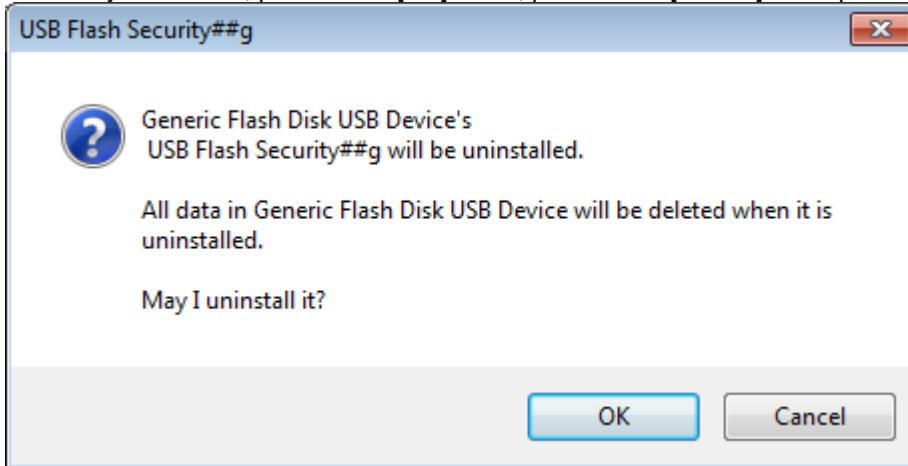 USB Flash Security##g
Generic Flash Disk USB Device's
USB Flash Security##g will be uninstalled.
All data in Generic Flash Disk USB Device will be deleted when it is
uninstalled.
May I uninstall it?
OK Cancel